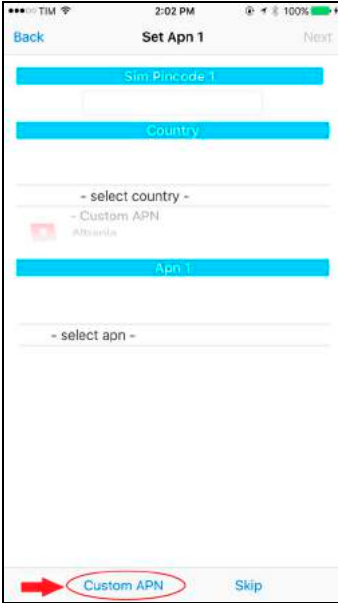 TIM 2:02 PM 100%
Back Set Apn 1 Next
Sim Pincode 1
Country
- select country -
- Custom APN
Albania
Apn 1
- select apn -
Custom APN Skip